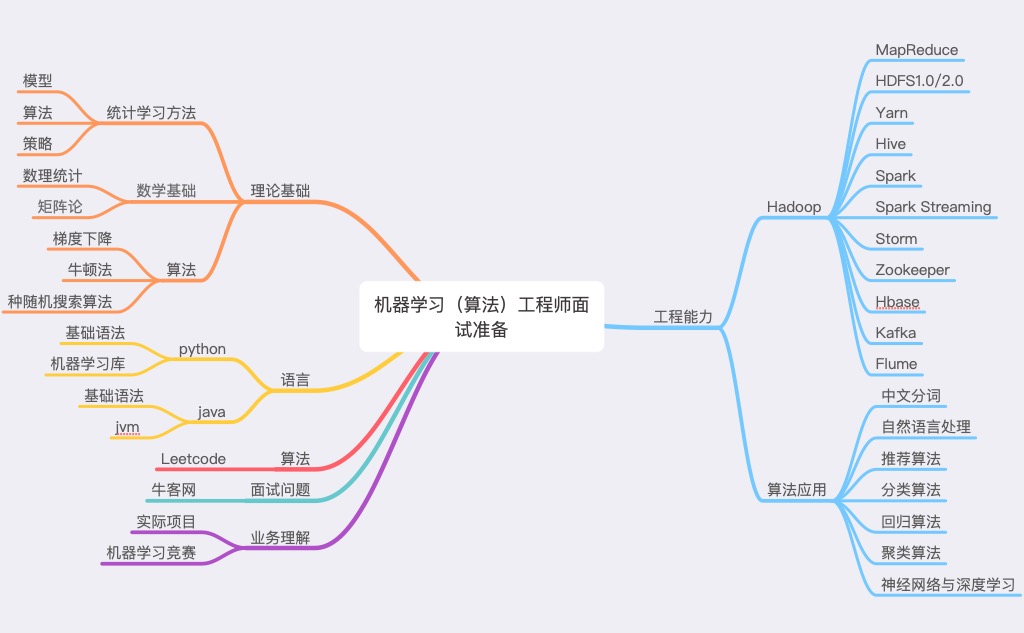 机器学习（算法）工程师面
试准备
理论基础
统计学习方法
模型
算法
策略
数学基础
数理统计
矩阵论
算法
梯度下降
牛顿法
种随机搜索算法
语言
python
基础语法
机器学习库
java
基础语法
jvm
算法
Leetcode
面试问题
牛客网
业务理解
实际项目
机器学习竞赛
工程能力
Hadoop
MapReduce
HDFS1.0/2.0
Yarn
Hive
Spark
Spark Streaming
Storm
Zookeeper
Hbase
Kafka
Flume
算法应用
中文分词
自然语言处理
推荐算法
分类算法
回归算法
聚类算法
神经网络与深度学习